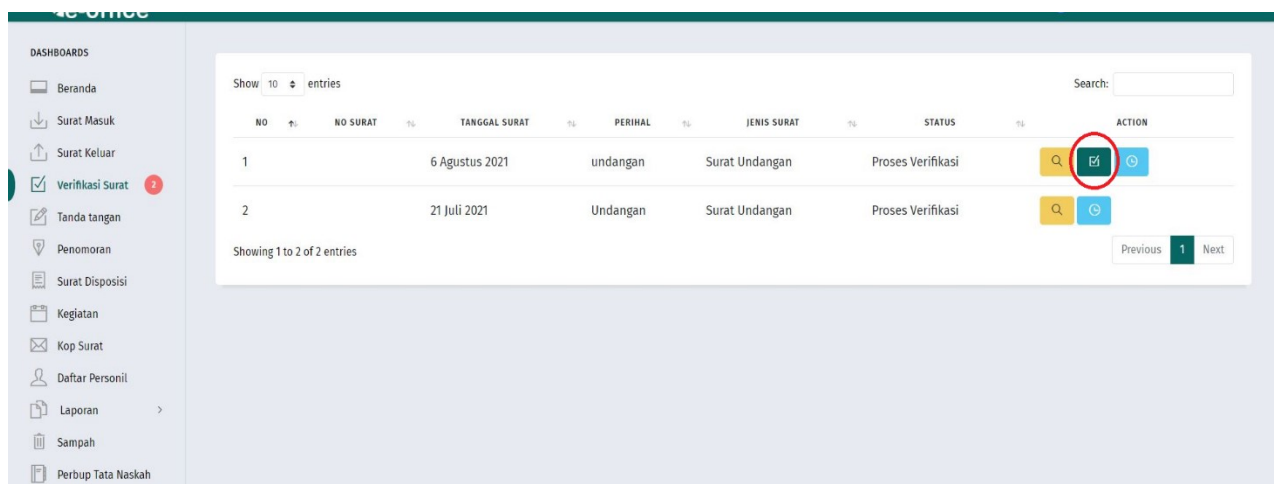 e-office
DASHBOARDS
Beranda
Surat Masuk
Surat Keluar
Verifikasi Surat 2
Tanda tangan
Penomoran
Surat Disposisi
Kegiatan
Kop Surat
Daftar Personil
Laporan >
Sampah
Perbup Tata Naskah
Show 10 entries Search:
NO NO SURAT TANGGAL SURAT PERIHAL JENIS SURAT STATUS ACTION
1 6 Agustus 2021 undangan Surat Undangan Proses Verifikasi
2 21 Juli 2021 Undangan Surat Undangan Proses Verifikasi
Showing 1 to 2 of 2 entries Previous 1 Next